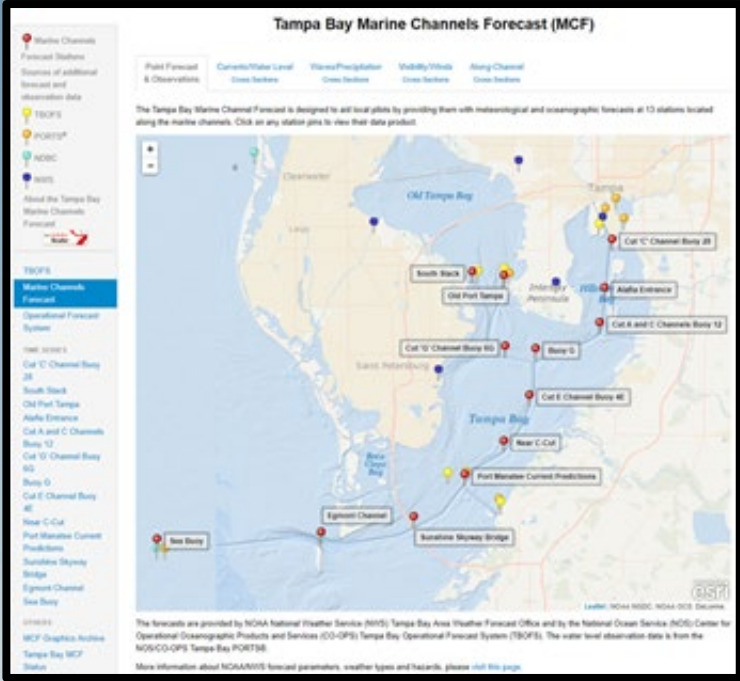 Tampa Bay Marine Channels Forecast (MCF)
Marine Channels
Forecast Stations
Sources of additional
forecast and
observation data
TBOFS
PORTS®
NDBC
NWS
About the Tampa Bay
Marine Channels
Forecast
TBOFS
Marine Channels
Forecast
Operational Forecast
System
TIME SERIES
Cut 'C' Channel Buoy
28
South Stack
Old Port Tampa
Alafia Entrance
Cut A and C Channels
Buoy 12
Cut 'G' Channel Buoy
6G
Buoy G
Cut E Channel Buoy
4E
Near C-Cut
Port Manatee Current
Predictions
Sunshine Skyway
Bridge
Egmont Channel
Sea Buoy
OTHERS
MCF Graphics Archive
Tampa Bay MCF
Status
Point Forecast
& Observations
Currents/Water Level
Cross Sections
Waves/Precipitation
Cross Sections
Visibility/Winds
Cross Sections
Along-Channel
Cross Sections
The Tampa Bay Marine Channel Forecast is designed to aid local pilots by providing them with meteorological and oceanographic forecasts at 13 stations located
along the marine channels. Click on any station pins to view their data product.
+
-
Clearwater
Largo
Old Tampa Bay
Tampa
Cut 'C' Channel Buoy 28
South Stack
Old Port Tampa
Interbay
Peninsula
Alafia Entrance
Cut A and C Channels Buoy 12
Cut 'G' Channel Buoy 6G
Buoy G
Saint Petersburg
Cut E Channel Buoy 4E
Tampa Bay
Near C-Cut
Boca
Ciega
Bay
Port Manatee Current Predictions
Egmont Channel
Sunshine Skyway Bridge
Sea Buoy
esri
Leaflet | NOAA NGDC, NOAA OCS, DeLorme
The forecasts are provided by NOAA National Weather Service (NWS) Tampa Bay Area Weather Forecast Office and by the National Ocean Service (NOS) Center for
Operational Oceanographic Products and Services (CO-OPS) Tampa Bay Operational Forecast System (TBOFS). The water level observation data is from the
NOS/CO-OPS Tampa Bay PORTS®.
More information about NOAA/NWS forecast parameters, weather types and hazards, please visit this page.